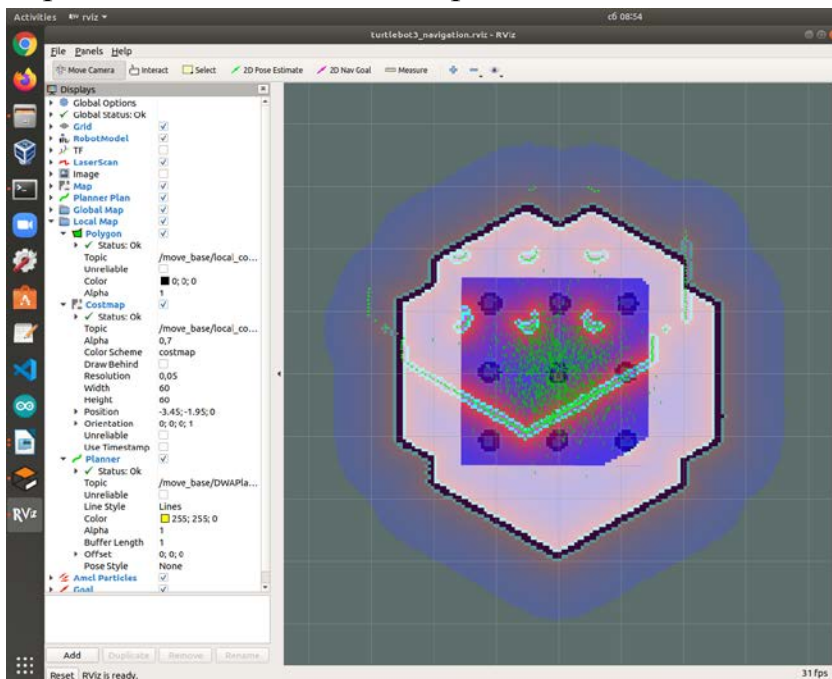 Activities RViz rviz ▾ сб 08:54
turtlebot3_navigation.rviz - RViz
File Panels Help
Move Camera Interact Select 2D Pose Estimate 2D Nav Goal Measure
Displays
Global Options
Global Status: Ok
Grid
RobotModel
TF
LaserScan
Image
Map
Planner Plan
Global Map
Local Map
Polygon
Status: Ok
Topic /move_base/local_co...
Unreliable
Color 0; 0; 0
Alpha 1
Costmap
Status: Ok
Topic /move_base/local_co...
Alpha 0,7
Color Scheme costmap
Draw Behind
Resolution 0,05
Width 60
Height 60
Position -3.45; -1.95; 0
Orientation 0; 0; 0; 1
Unreliable
Use Timestamp
Planner
Status: Ok
Topic /move_base/DWAPla...
Unreliable
Line Style Lines
Color 255; 255; 0
Alpha 1
Buffer Length 1
Offset 0; 0; 0
Pose Style None
Amcl Particles
Goal
RViz
Add Duplicate Remove Rename
Reset RViz is ready. 31 fps